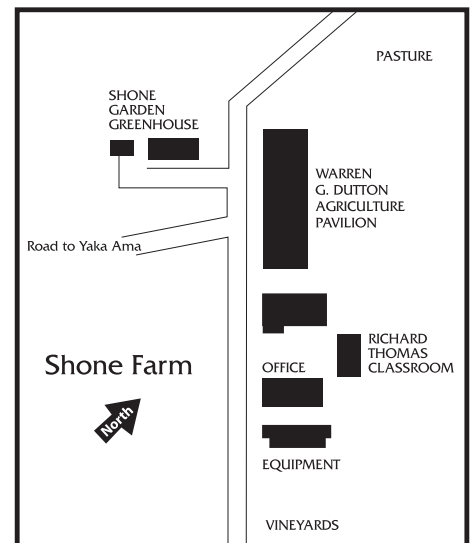 PASTURE
SHONE
GARDEN
GREENHOUSE
WARREN
G. DUTTON
AGRICULTURE
PAVILION
Road to Yaka Ama
RICHARD
THOMAS
CLASSROOM
OFFICE
Shone Farm
North
EQUIPMENT
VINEYARDS